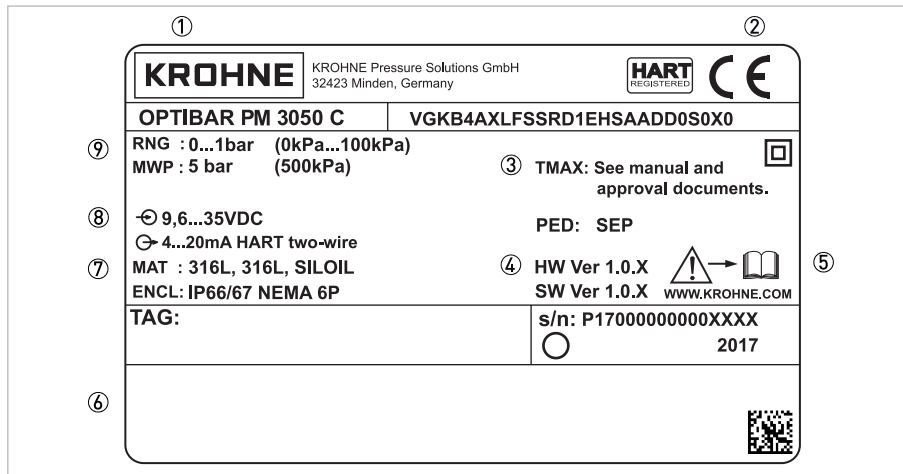 ① ②
KROHNE
KROHNE Pressure Solutions GmbH
32423 Minden, Germany
HART
REGISTERED
CE
OPTIBAR PM 3050 C VGKB4AXLFSSRD1EHSAADD0S0X0
⑨ RNG : 0...1bar (0kPa...100kPa)
MWP : 5 bar (500kPa)
③ TMAX: See manual and
approval documents.
⑧ 9,6...35VDC
4...20mA HART two-wire
PED: SEP
⑦ MAT : 316L, 316L, SILOIL
ENCL: IP66/67 NEMA 6P
④ HW Ver 1.0.X
SW Ver 1.0.X
⑤
WWW.KROHNE.COM
TAG:
s/n: P17000000000XXXX
2017
⑥